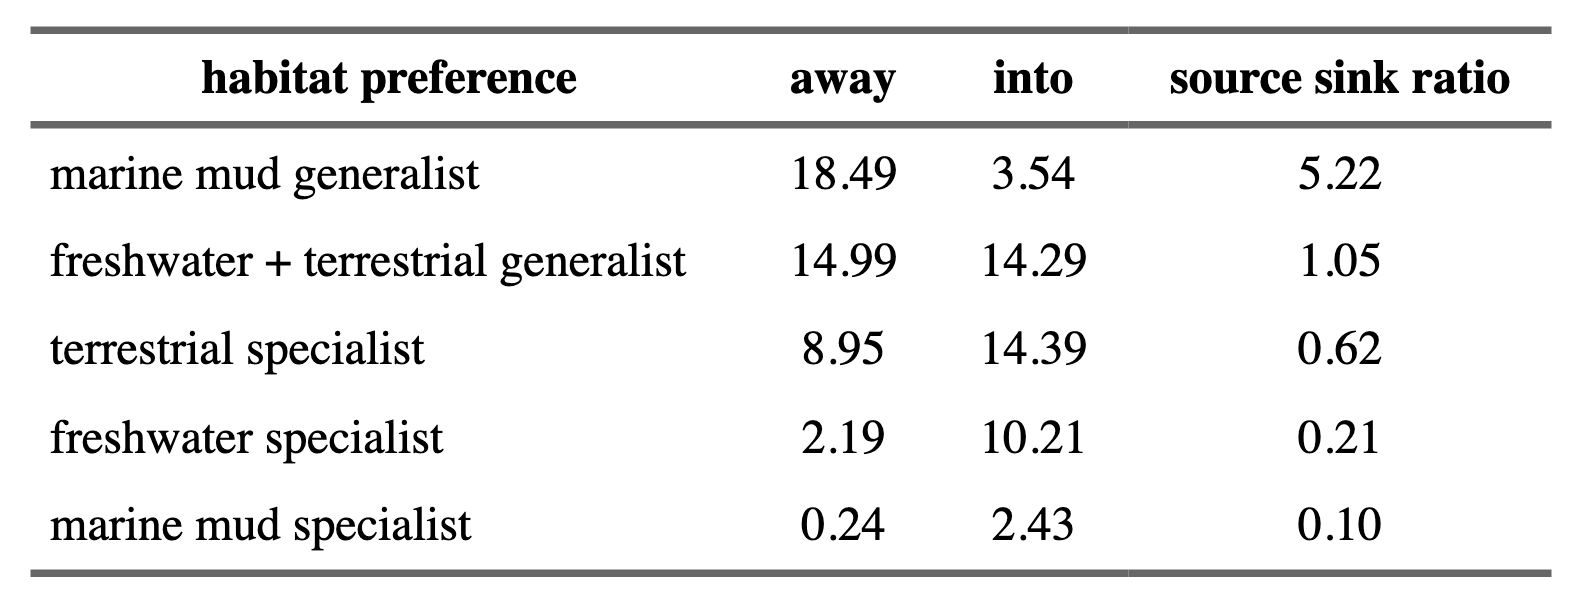 habitat preference away into source sink ratio
marine mud generalist 18.49 3.54 5.22
freshwater + terrestrial generalist 14.99 14.29 1.05
terrestrial specialist 8.95 14.39 0.62
freshwater specialist 2.19 10.21 0.21
marine mud specialist 0.24 2.43 0.10